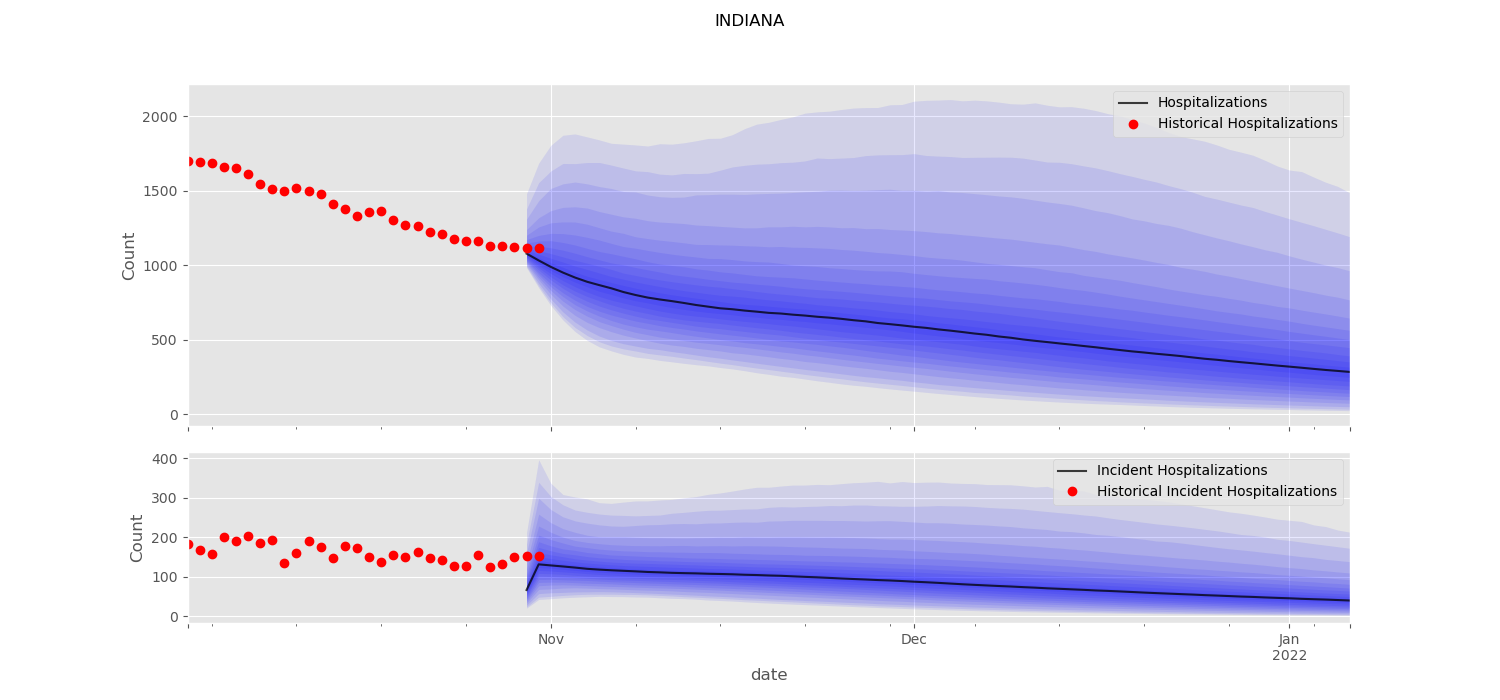 INDIANA
Hospitalizations
Historical Hospitalizations
2000
1500
1000
500
0
Count
Incident Hospitalizations
Historical Incident Hospitalizations
400
300
200
100
0
Count
Nov
Dec
Jan
2022
date